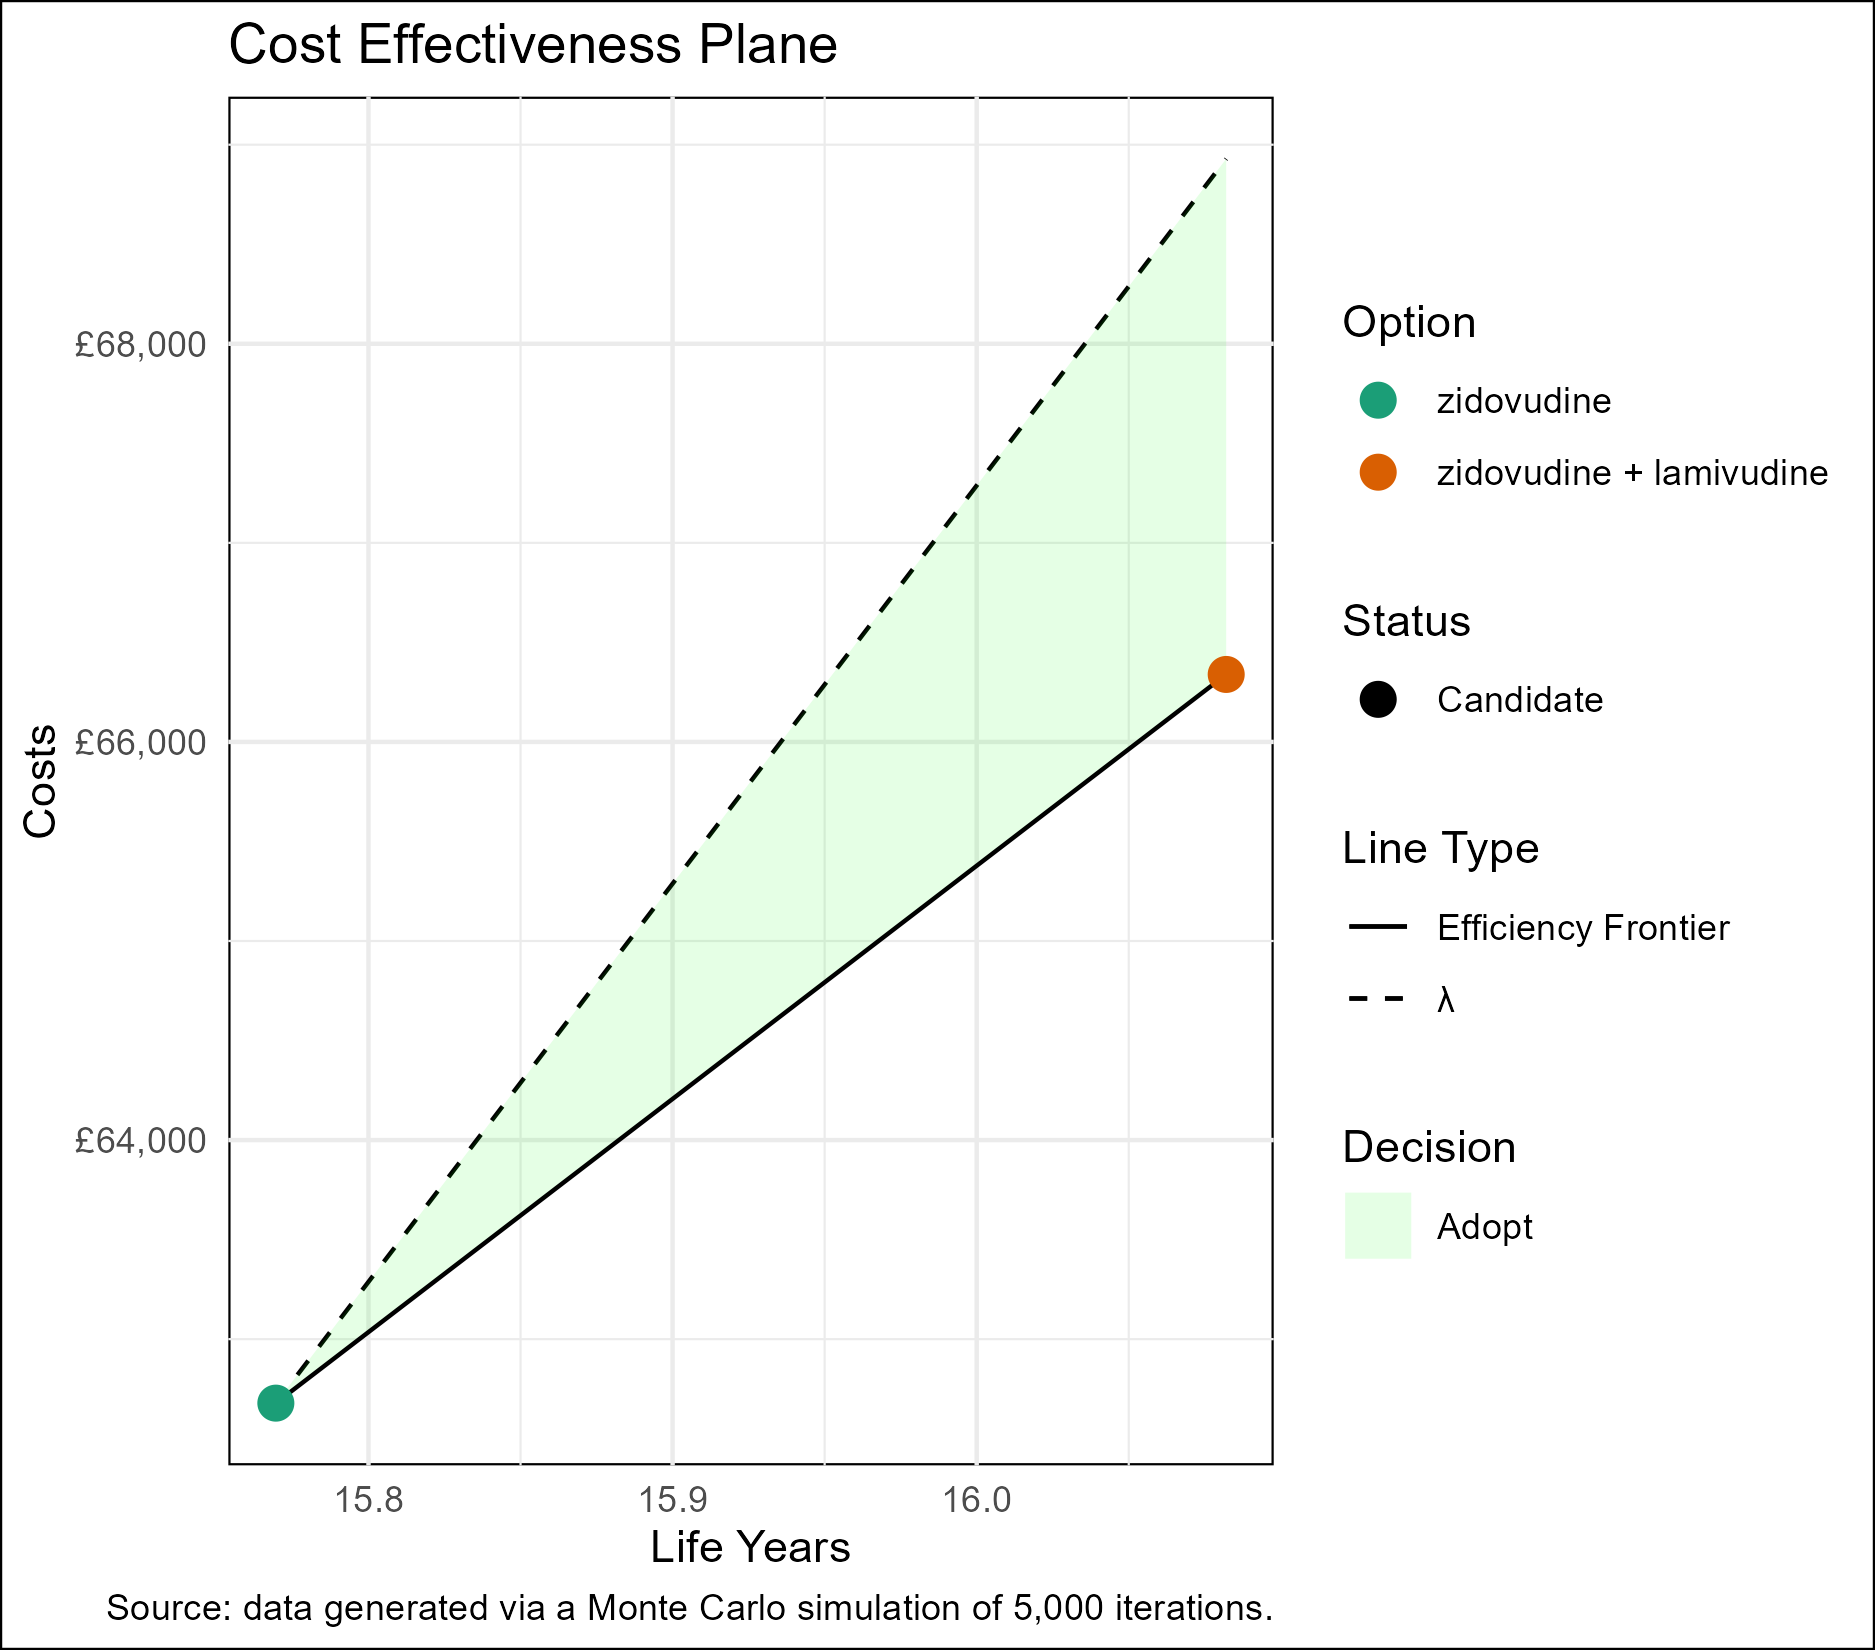 Cost Effectiveness Plane
£68,000
£66,000
£64,000
Costs
15.8
15.9
16.0
Life Years
Source: data generated via a Monte Carlo simulation of 5,000 iterations.
Option
zidovudine
zidovudine + lamivudine
Status
Candidate
Line Type
Efficiency Frontier
λ
Decision
Adopt